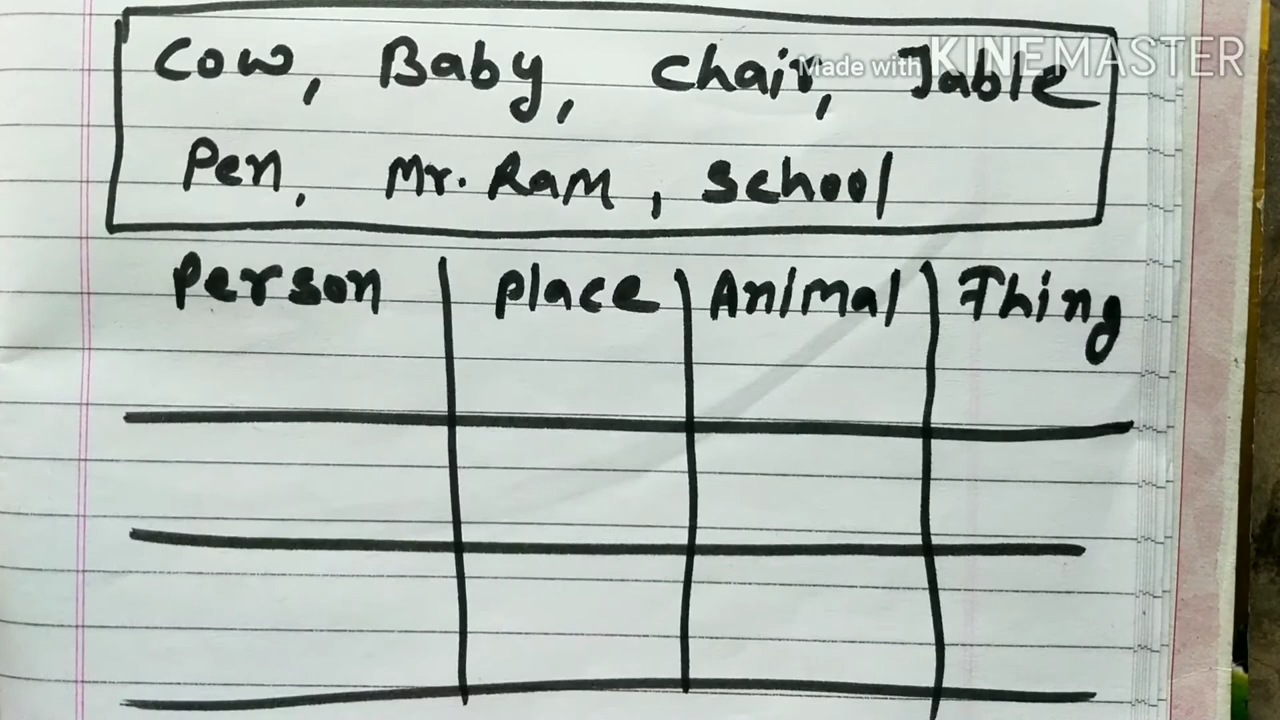 Cow, Baby, Chair, Table
Pen, Mr. Ram, School
Person Place Animal Thing
Made with KINEMASTER